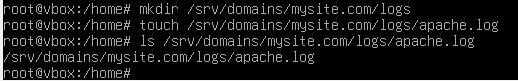 root@vbox:/home# mkdir /srv/domains/mysite.com/logs
root@vbox:/home# touch /srv/domains/mysite.com/logs/apache.log
root@vbox:/home# ls /srv/domains/mysite.com/logs/apache.log
/srv/domains/mysite.com/logs/apache.log
root@vbox:/home#